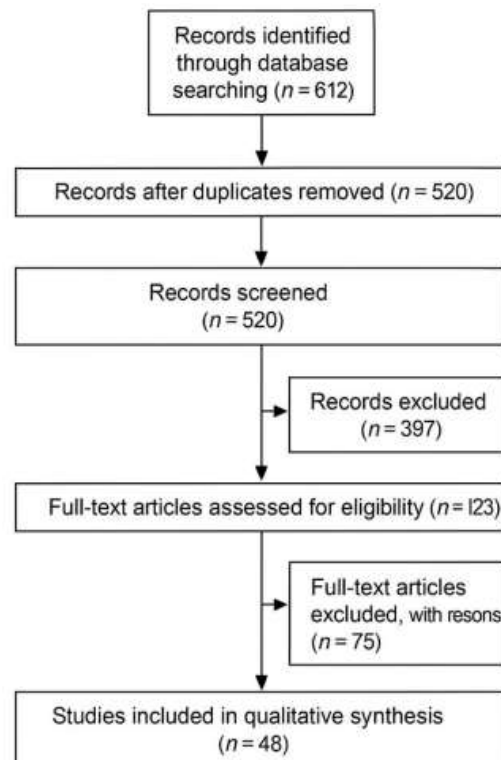 Records identified
through database
searching (n = 612)
Records after duplicates removed (n = 520)
Records screened
(n = 520)
Records excluded
(n = 397)
Full-text articles assessed for eligibility (n = I23)
Full-text articles
excluded, with resons
(n = 75)
Studies included in qualitative synthesis
(n = 48)